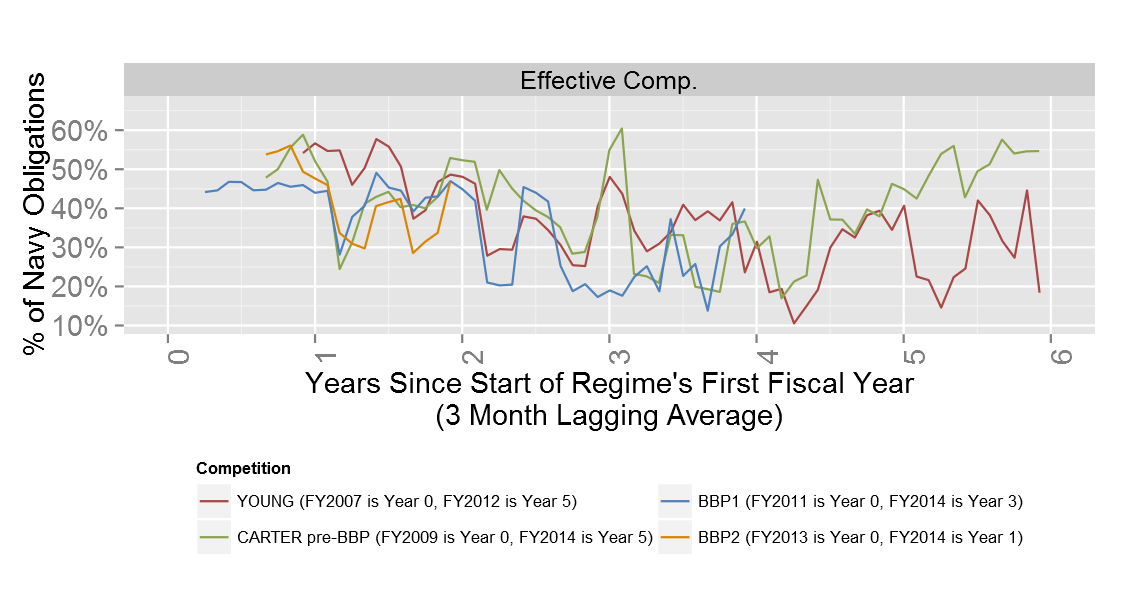 Effective Comp.
% of Navy Obligations
60%
50%
40%
30%
20%
10%
0
1
2
3
4
5
6
Years Since Start of Regime's First Fiscal Year
(3 Month Lagging Average)
Competition
YOUNG (FY2007 is Year 0, FY2012 is Year 5)
BBP1 (FY2011 is Year 0, FY2014 is Year 3)
CARTER pre-BBP (FY2009 is Year 0, FY2014 is Year 5)
BBP2 (FY2013 is Year 0, FY2014 is Year 1)